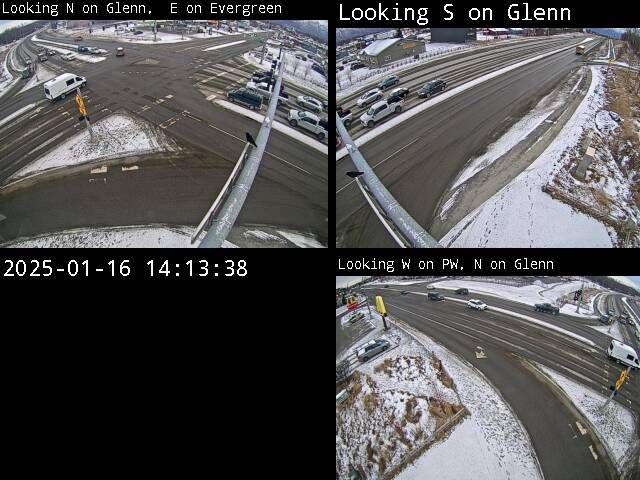 Looking N on Glenn,  E on Evergreen
Looking S on Glenn
2025-01-16 14:13:38
Looking W on PW, N on Glenn